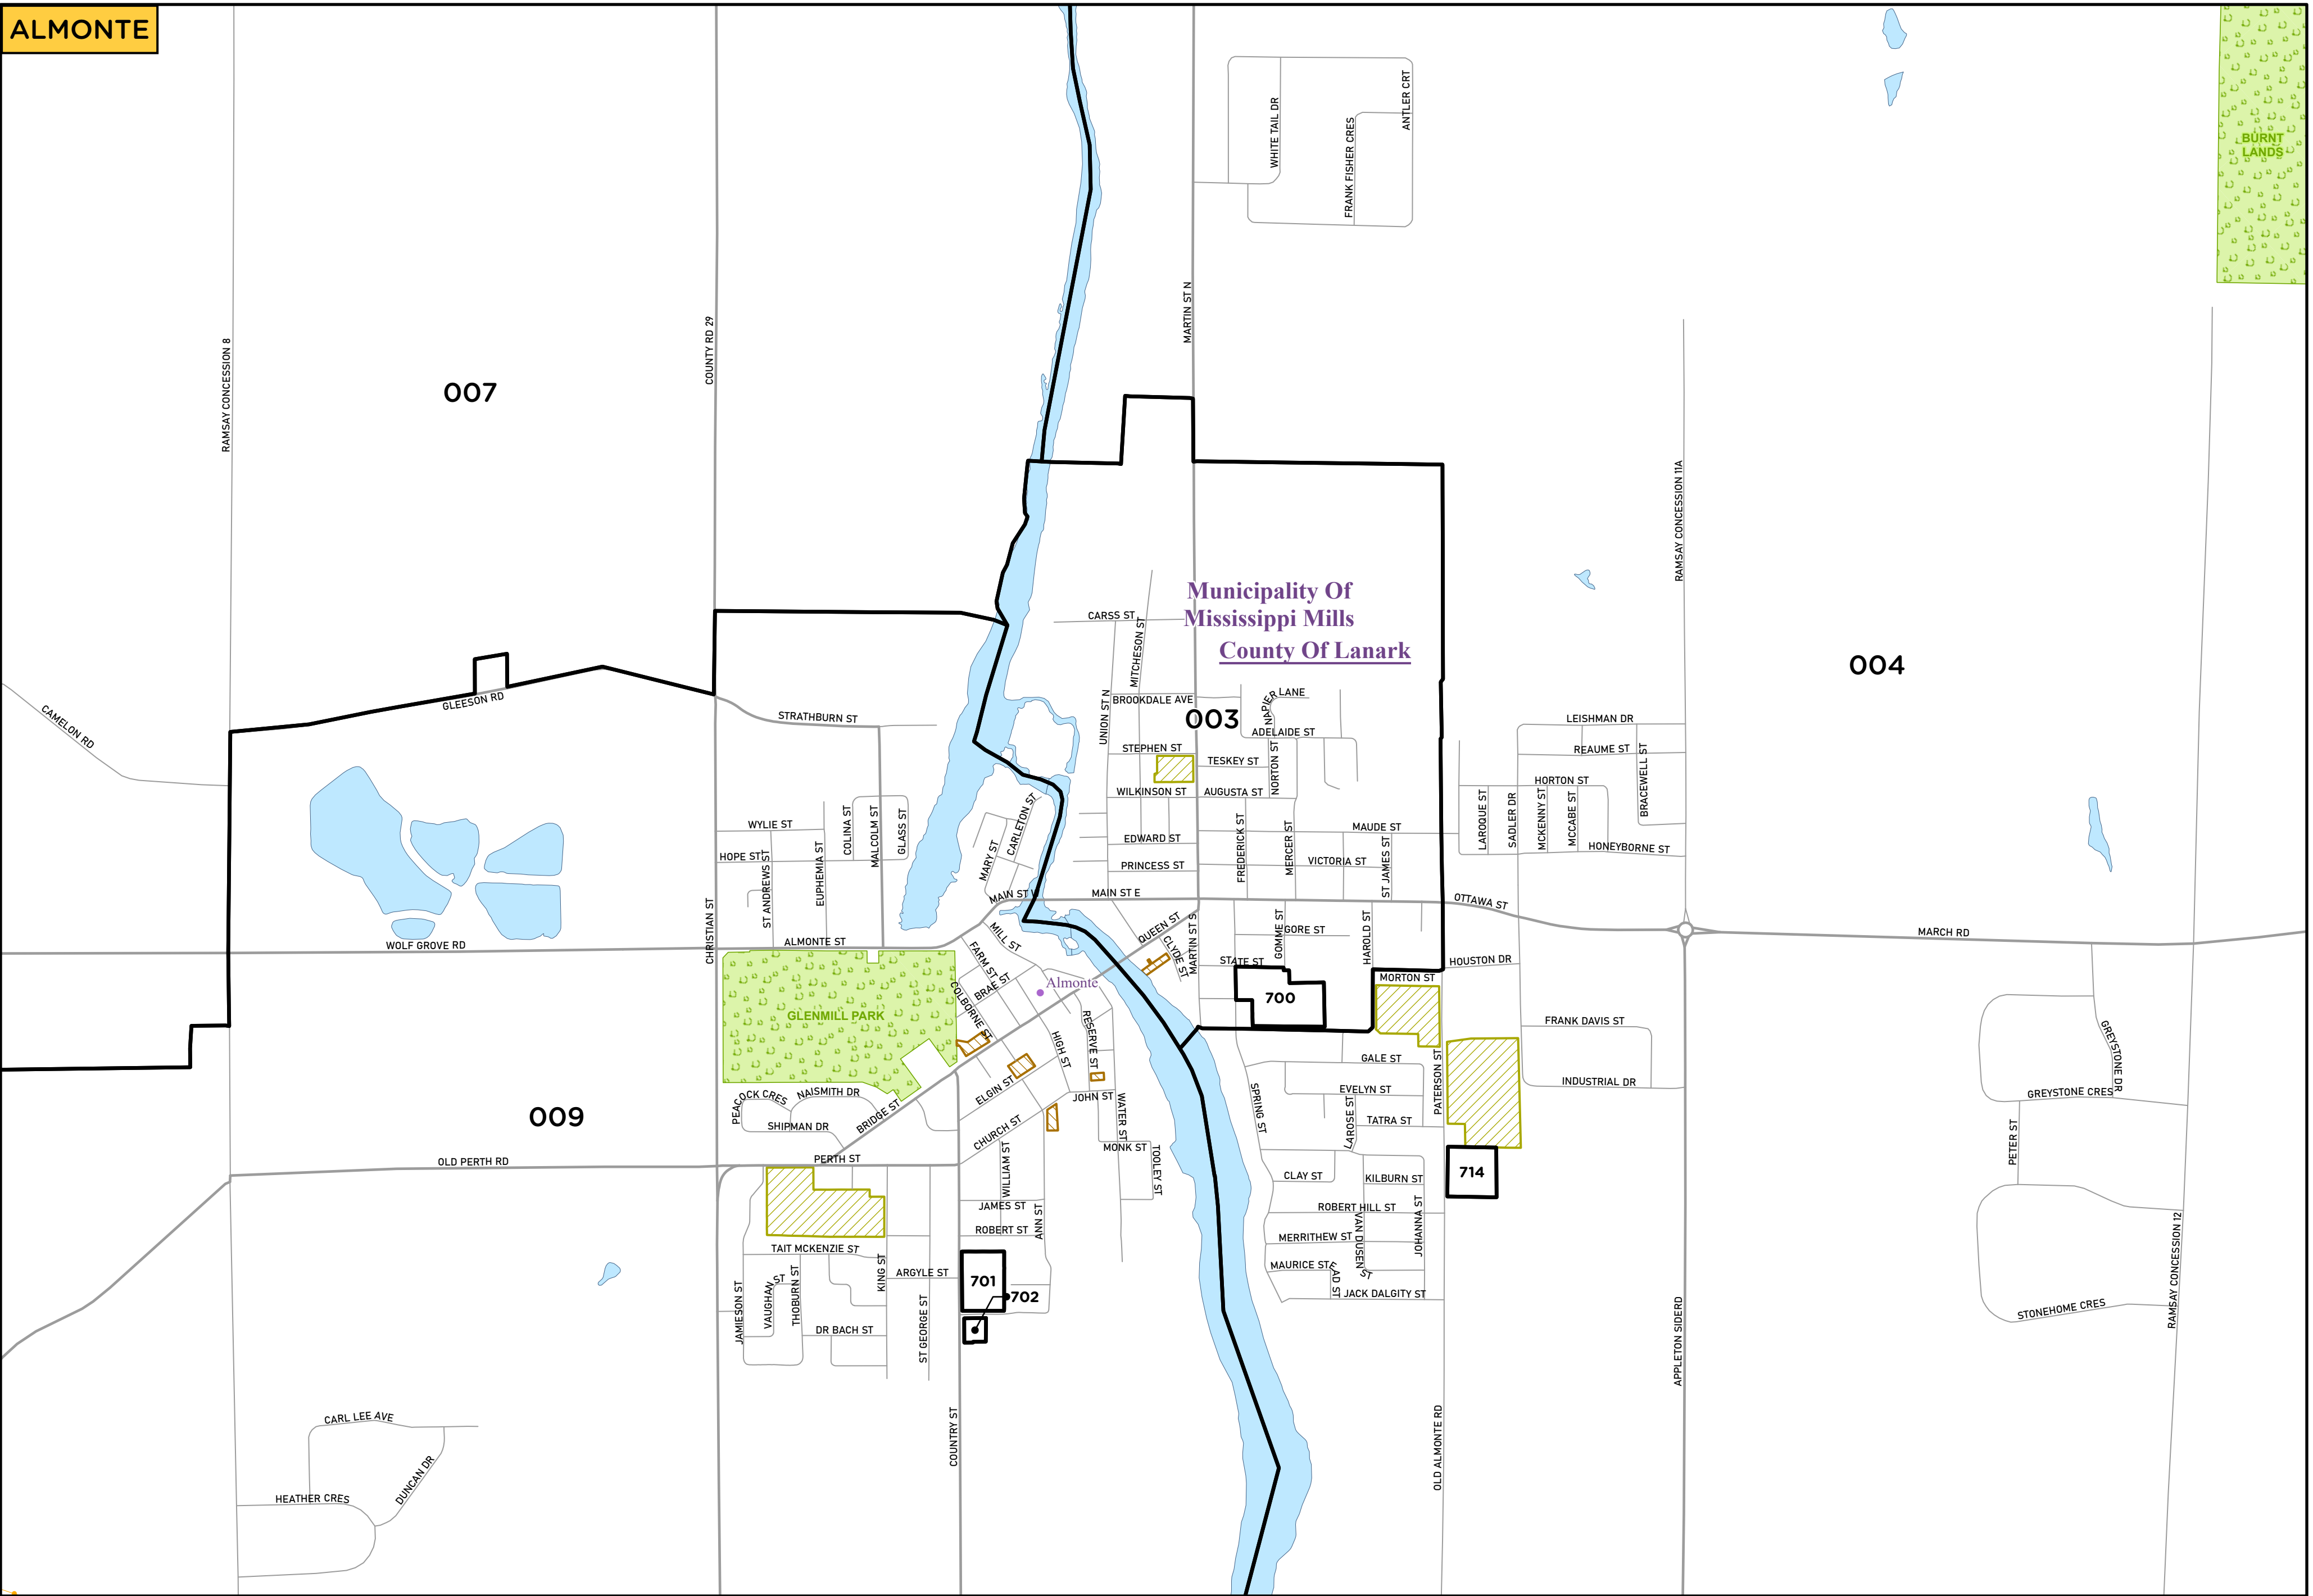 ALMONTE
BURNT
LANDS
WHITE TAIL DR
FRANK FISHER CRES
ANTLER CRT
RAMSAY CONCESSION 8
COUNTY RD 29
MARTIN ST N
007
RAMSAY CONCESSION 11A
Municipality Of
Mississippi Mills
County Of Lanark
CARSS ST
MITCHESON ST
004
GLEESON RD
CAMELON RD
STRATHBURN ST
UNION ST N
BROOKDALE AVE
003
NAPIER LANE
ADELAIDE ST
LEISHMAN DR
STEPHEN ST
TESKEY ST
NORTON ST
REAUME ST
BRACEWELL ST
WILKINSON ST
AUGUSTA ST
HORTON ST
LAROQUE ST
SADLER DR
MCKENNY ST
MCCABE ST
WYLIE ST
COLINA ST
MALCOLM ST
GLASS ST
CARLETON ST
MARY ST
EDWARD ST
FREDERICK ST
MERCER ST
MAUDE ST
HONEYBORNE ST
HOPE ST
ST ANDREWS ST
EUPHEMIA ST
PRINCESS ST
VICTORIA ST
ST JAMES ST
MAIN ST W
MAIN ST E
OTTAWA ST
CHRISTIAN ST
WOLF GROVE RD
ALMONTE ST
MILL ST
FARM ST
QUEEN ST
CLYDE ST
MARTIN ST S
GOMME ST
GORE ST
HAROLD ST
MARCH RD
STATE ST
HOUSTON DR
MORTON ST
BRAE ST
COLBORNE ST
Almonte
700
GLENMILL PARK
RESERVE ST
HIGH ST
FRANK DAVIS ST
GREYSTONE DR
GALE ST
PATERSON ST
ELGIN ST
INDUSTRIAL DR
EVELYN ST
SPRING ST
LAROSE ST
GREYSTONE CRES
PEACOCK CRES
NAISMITH DR
JOHN ST
WATER ST
009
SHIPMAN DR
BRIDGE ST
CHURCH ST
TATRA ST
PETER ST
MONK ST
TOOLEY ST
OLD PERTH RD
PERTH ST
WILLIAM ST
714
CLAY ST
KILBURN ST
JAMES ST
ANN ST
ROBERT HILL ST
VAN DUSEN ST
JOHANNA ST
ROBERT ST
MERRITHEW ST
TAIT MCKENZIE ST
MAURICE ST
KING ST
ARGYLE ST
701
702
JACK DALGITY ST
JAMIESON ST
VAUGHAN ST
THOBURN ST
DR BACH ST
ST GEORGE ST
STONEHOME CRES
RAMSAY CONCESSION 12
APPLETON SIDERD
COUNTRY ST
OLD ALMONTE RD
CARL LEE AVE
DUNCAN DR
HEATHER CRES